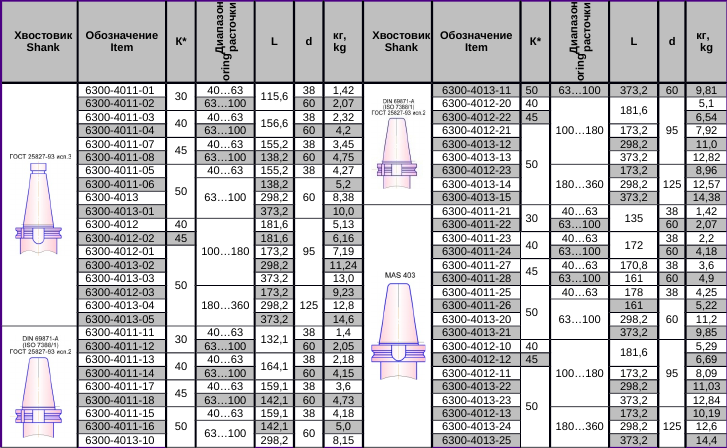 Хвостовик Shank | Обозначение Item | К* | Диапазон расточки oring | L | d | кг, kg
ГОСТ 25827-93 исп.3
6300-4011-01 | 30 | 40…63 | 115,6 | 38 | 1,42
6300-4011-02 | 63…100 | 60 | 2,07
6300-4011-03 | 40 | 40…63 | 156,6 | 38 | 2,32
6300-4011-04 | 63…100 | 60 | 4,2
6300-4011-07 | 45 | 40…63 | 155,2 | 38 | 3,45
6300-4011-08 | 63…100 | 138,2 | 60 | 4,75
6300-4011-05 | 50 | 40…63 | 155,2 | 38 | 4,27
6300-4011-06 | 63…100 | 138,2 | 60 | 5,2
6300-4013 | 298,2 | 8,38
6300-4013-01 | 373,2 | 10,0
6300-4012 | 40 | 100…180 | 181,6 | 95 | 5,13
6300-4012-02 | 45 | 181,6 | 6,16
6300-4012-01 | 50 | 173,2 | 7,19
6300-4013-02 | 298,2 | 11,24
6300-4013-03 | 373,2 | 13,0
6300-4012-03 | 180…360 | 173,2 | 125 | 9,23
6300-4013-04 | 298,2 | 12,8
6300-4013-05 | 373,2 | 14,6
DIN 69871-A
(ISO 7388/1)
ГОСТ 25827-93 исп.2
6300-4011-11 | 30 | 40…63 | 132,1 | 38 | 1,4
6300-4011-12 | 63…100 | 60 | 2,05
6300-4011-13 | 40 | 40…63 | 164,1 | 38 | 2,18
6300-4011-14 | 63…100 | 60 | 4,15
6300-4011-17 | 45 | 40…63 | 159,1 | 38 | 3,6
6300-4011-18 | 63…100 | 142,1 | 60 | 4,73
6300-4011-15 | 50 | 40…63 | 159,1 | 38 | 4,18
6300-4011-16 | 63…100 | 142,1 | 60 | 5,0
6300-4013-10 | 298,2 | 8,15
Хвостовик Shank | Обозначение Item | К* | Диапазон расточки oring | L | d | кг, kg
DIN 69871-A
(ISO 7388/1)
ГОСТ 25827-93 исп.2
6300-4013-11 | 50 | 63…100 | 373,2 | 60 | 9,81
6300-4012-20 | 40 | 100…180 | 181,6 | 95 | 5,1
6300-4012-22 | 45 | 6,54
6300-4012-21 | 50 | 173,2 | 7,92
6300-4013-12 | 298,2 | 11,0
6300-4013-13 | 373,2 | 12,82
6300-4012-23 | 180…360 | 173,2 | 125 | 8,96
6300-4013-14 | 298,2 | 12,57
6300-4013-15 | 373,2 | 14,38
MAS 403
6300-4011-21 | 30 | 40…63 | 135 | 38 | 1,42
6300-4011-22 | 63…100 | 60 | 2,07
6300-4011-23 | 40 | 40…63 | 172 | 38 | 2,2
6300-4011-24 | 63…100 | 60 | 4,18
6300-4011-27 | 45 | 40…63 | 170,8 | 38 | 3,6
6300-4011-28 | 63…100 | 161 | 60 | 4,9
6300-4011-25 | 50 | 40…63 | 178 | 38 | 4,25
6300-4011-26 | 63…100 | 161 | 60 | 5,22
6300-4013-20 | 298,2 | 11,2
6300-4013-21 | 373,2 | 9,85
6300-4012-10 | 40 | 100…180 | 181,6 | 95 | 5,29
6300-4012-12 | 45 | 6,69
6300-4012-11 | 50 | 173,2 | 8,09
6300-4013-22 | 298,2 | 11,03
6300-4013-23 | 373,2 | 12,84
6300-4012-13 | 180…360 | 173,2 | 125 | 10,19
6300-4013-24 | 298,2 | 12,6
6300-4013-25 | 373,2 | 14,4